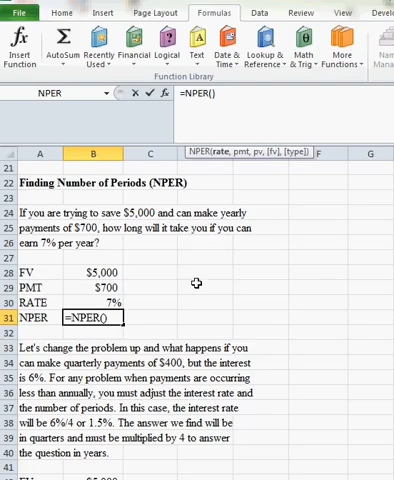 File Home Insert Page Layout Formulas Data Review View Develo
fx Σ A θ
Insert Function AutoSum Recently Used Financial Logical Text Date & Time Lookup & Reference Math & Trig More Functions
Function Library
NPER fx =NPER()
NPER(rate, pmt, pv, [fv], [type])
A B C F G
21
22 Finding Number of Periods (NPER)
23
24 If you are trying to save $5,000 and can make yearly
25 payments of $700, how long will it take you if you can
26 earn 7% per year?
27
28 FV $5,000
29 PMT $700
30 RATE 7%
31 NPER =NPER()
32
33 Let's change the problem up and what happens if you
34 can make quarterly payments of $400, but the interest
35 is 6%. For any problem when payments are occurring
36 less than annually, you must adjust the interest rate and
37 the number of periods. In this case, the interest rate
38 will be 6%/4 or 1.5%. The answer we find will be
39 in quarters and must be multiplied by 4 to answer
40 the question in years.
41